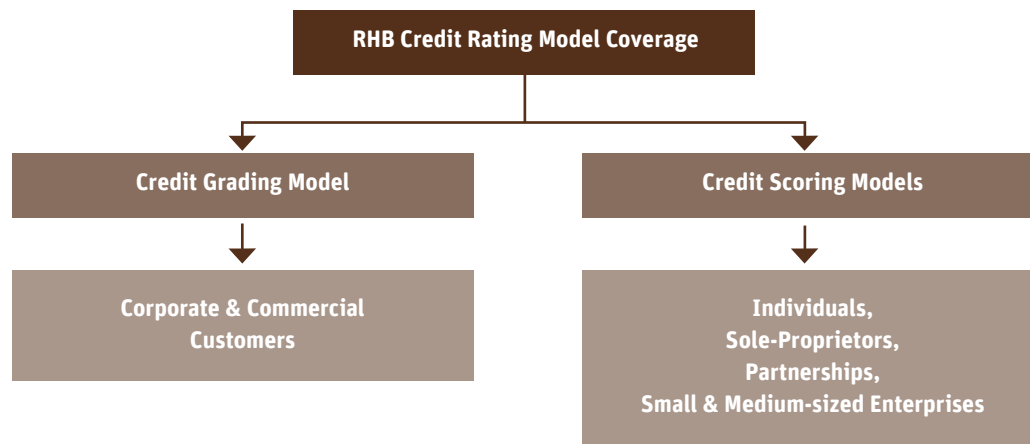 RHB Credit Rating Model Coverage
Credit Grading Model
Credit Scoring Models
Corporate & Commercial
Customers
Individuals,
Sole-Proprietors,
Partnerships,
Small & Medium-sized Enterprises